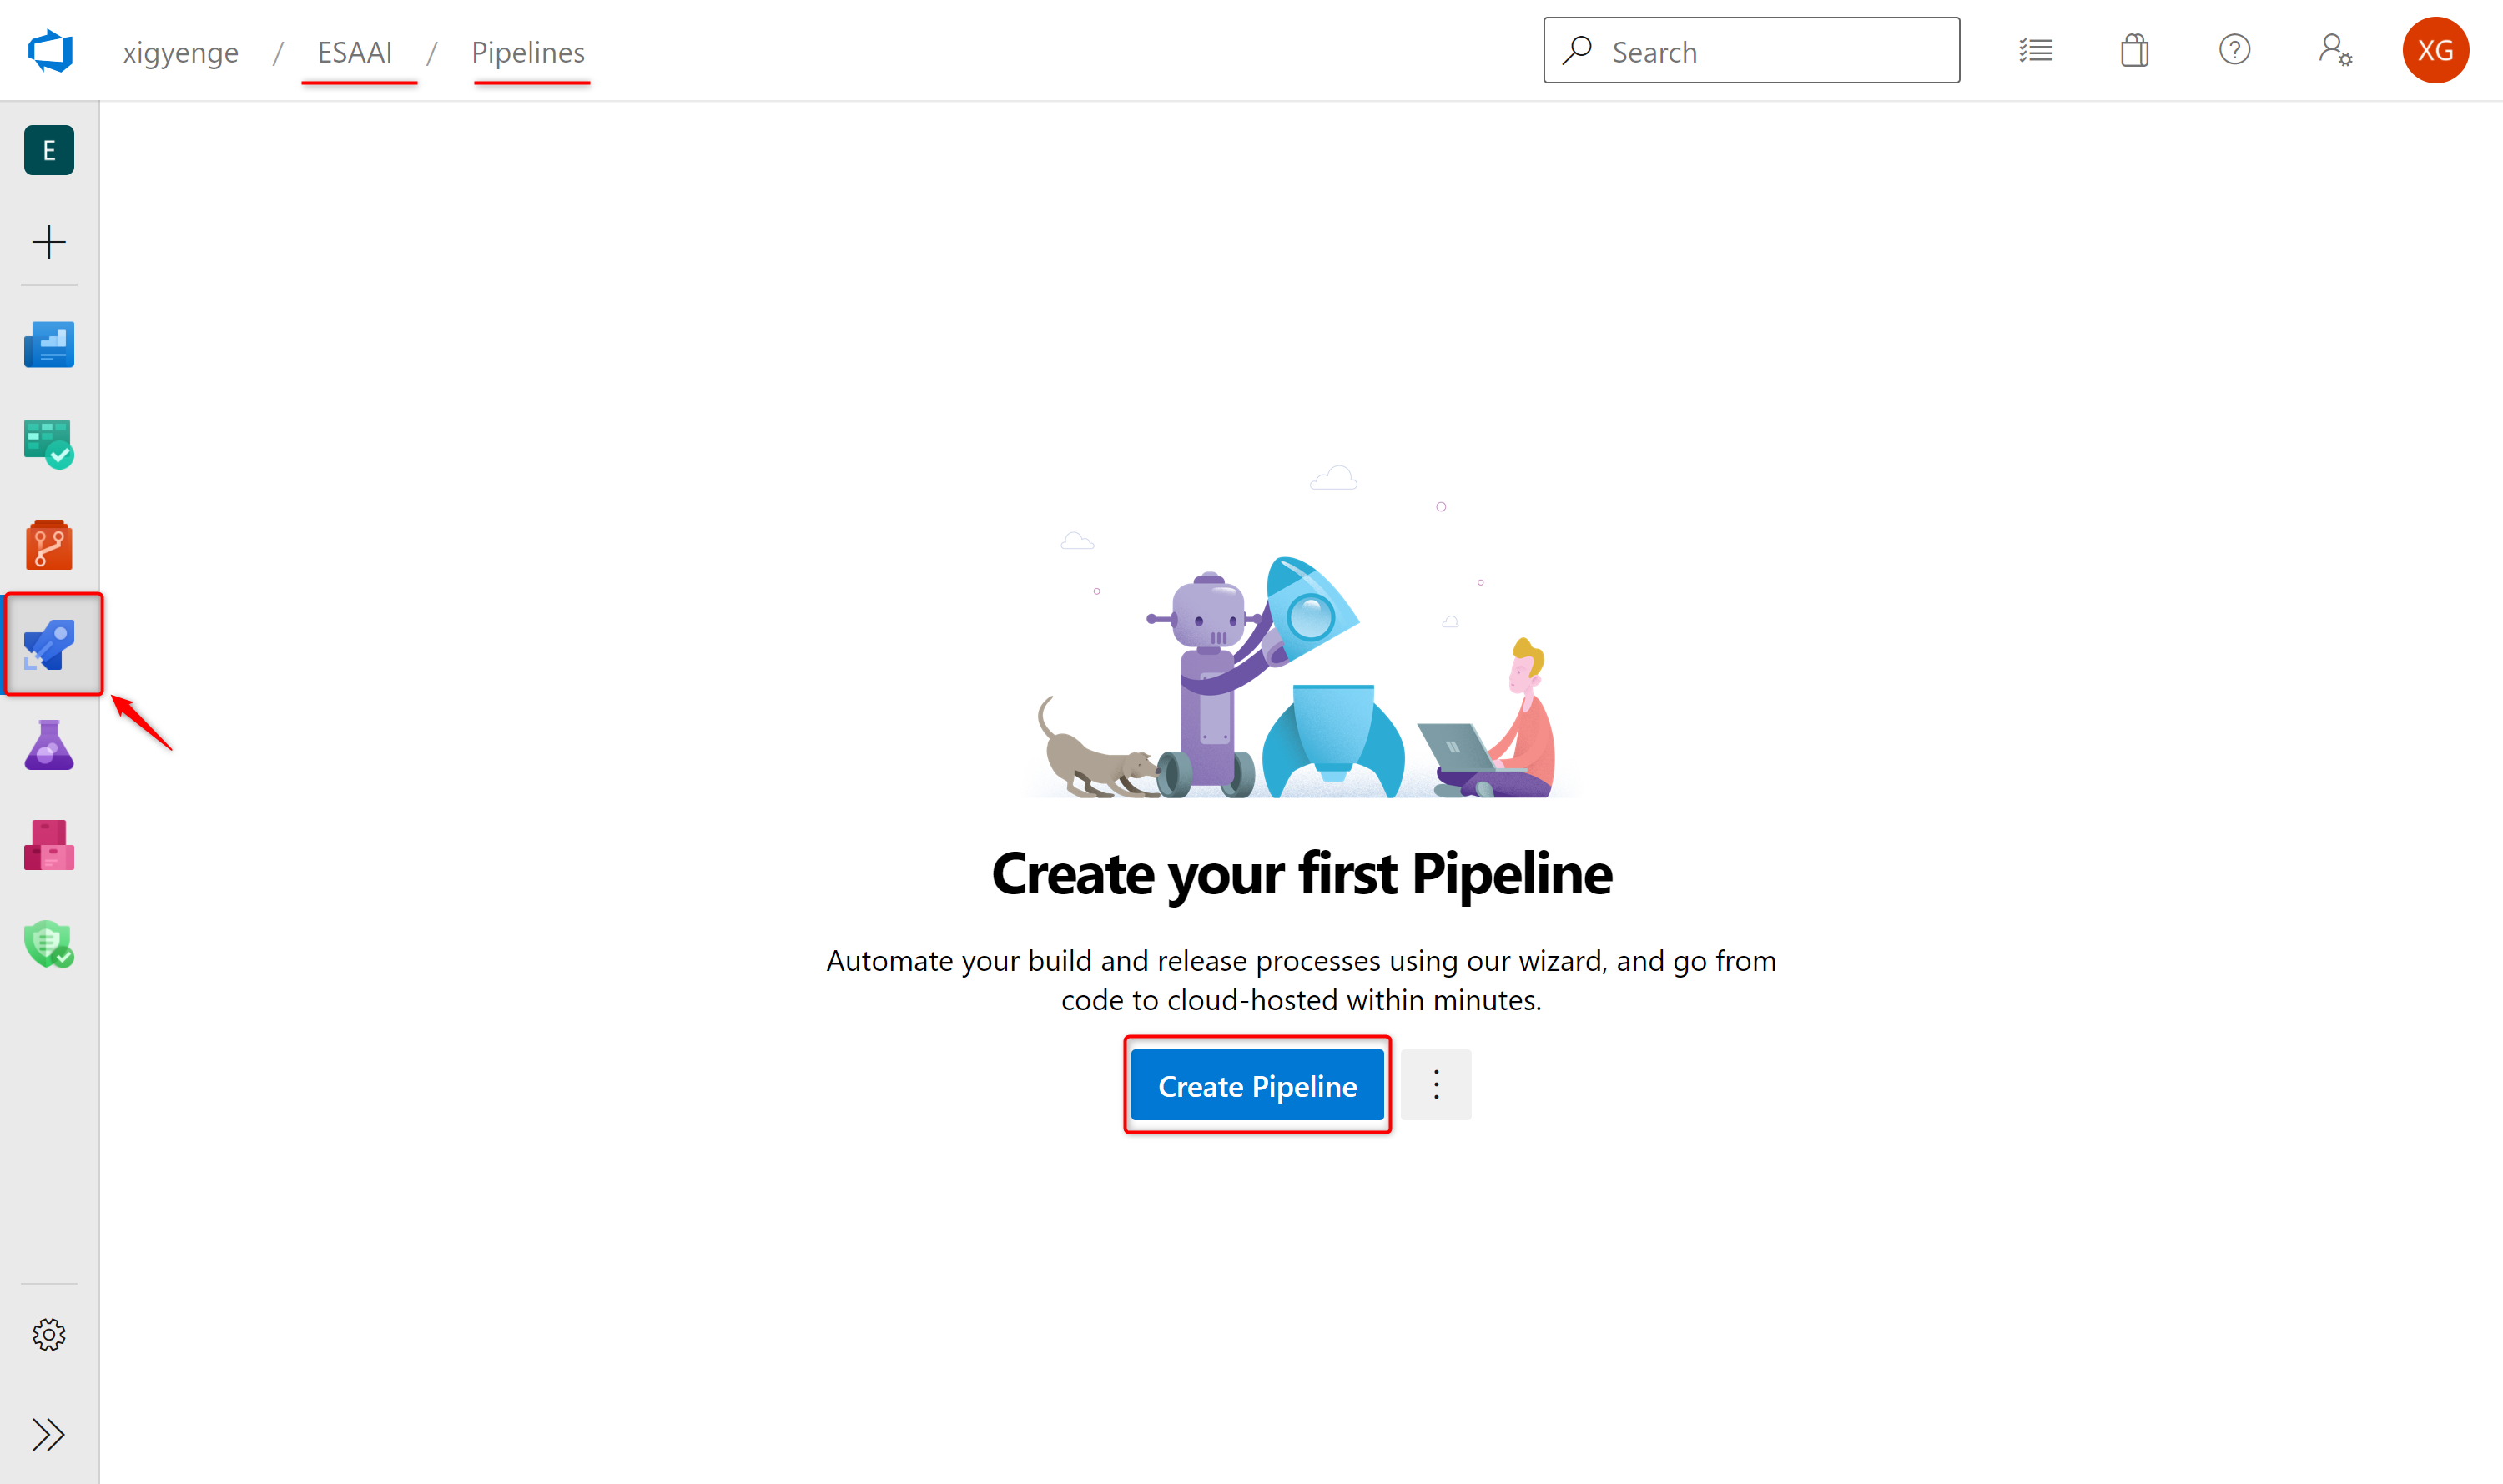 xigyenge / ESAAI / Pipelines
Search
XG
E
Create your first Pipeline
Automate your build and release processes using our wizard, and go from
code to cloud-hosted within minutes.
Create Pipeline